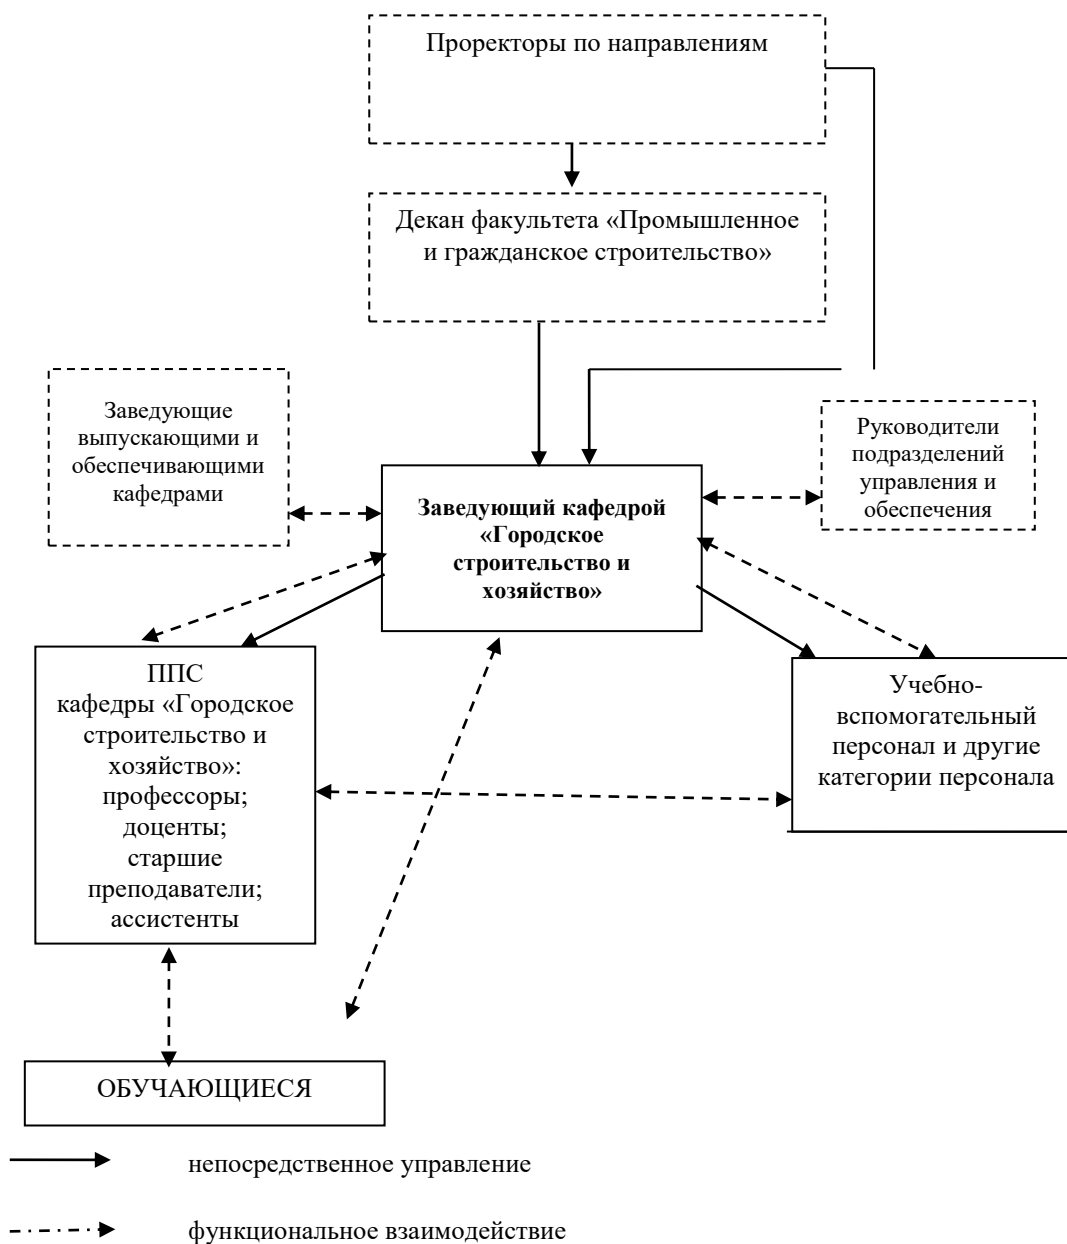 Проректоры по направлениям
Декан факультета «Промышленное
и гражданское строительство»
Заведующие
выпускающими и
обеспечивающими
кафедрами
Руководители
подразделений
управления и
обеспечения
Заведующий кафедрой
«Городское
строительство и
хозяйство»
ППС
кафедры «Городское
строительство и
хозяйство»:
профессоры;
доценты;
старшие
преподаватели;
ассистенты
Учебно-
вспомогательный
персонал и другие
категории персонала
ОБУЧАЮЩИЕСЯ
непосредственное управление
функциональное взаимодействие